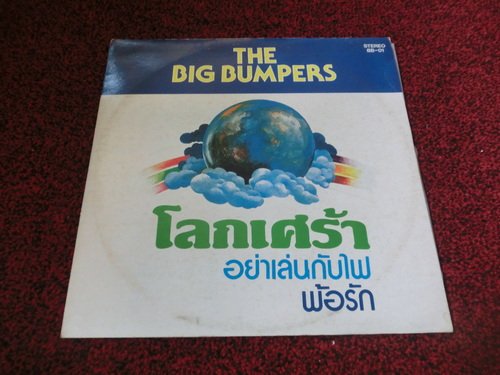 THE
BIG BUMPERS
STEREO
BB-01
โลกเศร้า
อย่าเล่นกับไฟ
พ้อรัก